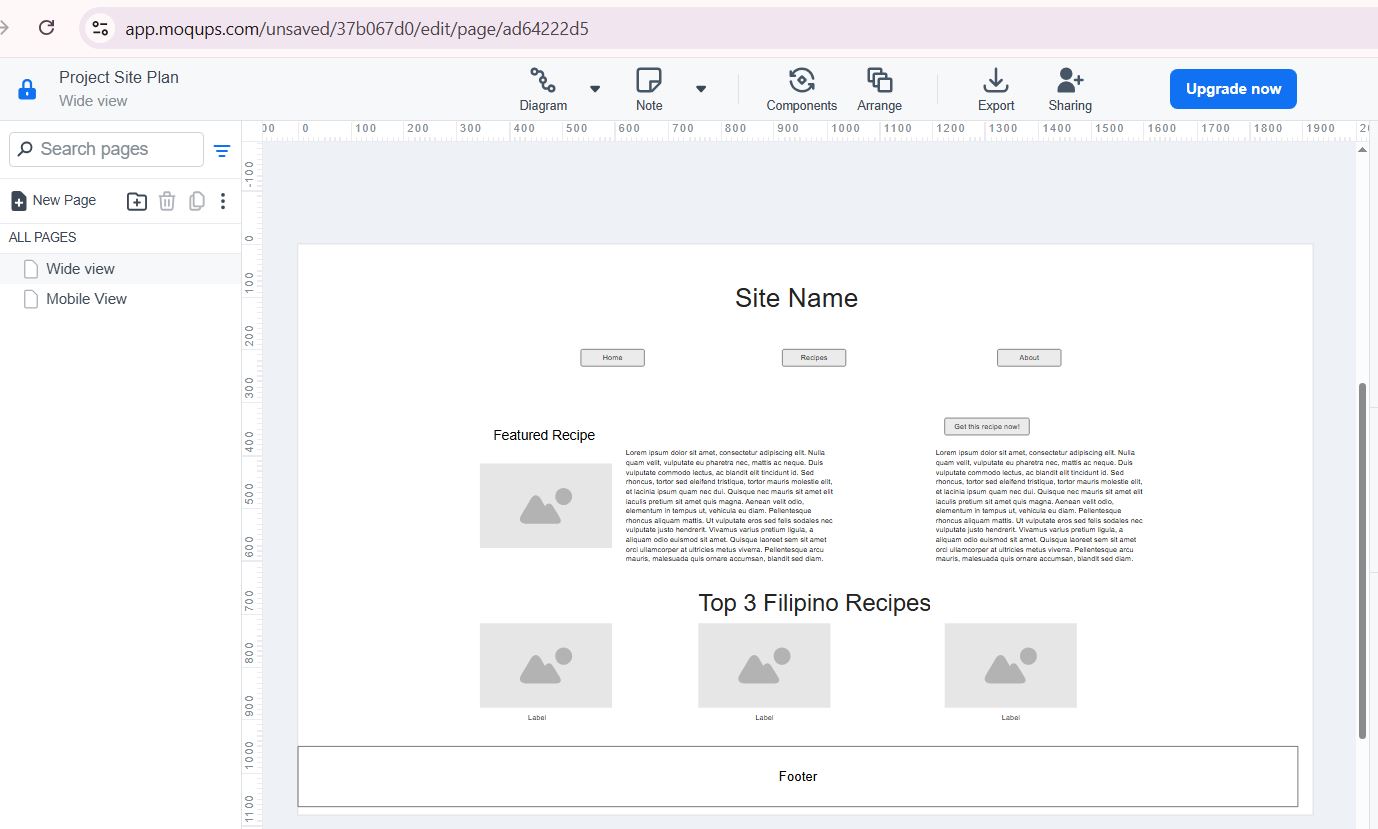 app.moqups.com/unsaved/37b067d0/edit/page/ad64222d5
Project Site Plan
Wide view
Diagram
Note
Components
Arrange
Export
Sharing
Upgrade now
00 0 100 200 300 400 500 600 700 800 900 1000 1100 1200 1300 1400 1500 1600 1700 1800 1900
Search pages
New Page
ALL PAGES
Wide view
Mobile View
-100
0
100
200
300
400
500
600
700
800
900
1000
1100
Site Name
Home
Recipes
About
Featured Recipe
Get this recipe now!
Lorem ipsum dolor sit amet, consectetur adipiscing elit. Nulla
quam velit, vulputate eu pharetra nec, mattis ac neque. Duis
vulputate commodo lectus, ac blandit elit tincidunt id. Sed
rhoncus, tortor sed eleifend tristique, tortor mauris molestie elit,
et lacinia ipsum quam nec dui. Quisque nec mauris sit amet elit
iaculis pretium sit amet quis magna. Aenean velit odio,
elementum in tempus ut, vehicula eu diam. Pellentesque
rhoncus aliquam mattis. Ut vulputate eros sed felis sodales nec
vulputate justo hendrerit. Vivamus varius pretium ligula, a
aliquam odio euismod sit amet. Quisque laoreet sem sit amet
orci ullamcorper at ultricies metus viverra. Pellentesque arcu
mauris, malesuada quis ornare accumsan, blandit sed diam.
Lorem ipsum dolor sit amet, consectetur adipiscing elit. Nulla
quam velit, vulputate eu pharetra nec, mattis ac neque. Duis
vulputate commodo lectus, ac blandit elit tincidunt id. Sed
rhoncus, tortor sed eleifend tristique, tortor mauris molestie elit,
et lacinia ipsum quam nec dui. Quisque nec mauris sit amet elit
iaculis pretium sit amet quis magna. Aenean velit odio,
elementum in tempus ut, vehicula eu diam. Pellentesque
rhoncus aliquam mattis. Ut vulputate eros sed felis sodales nec
vulputate justo hendrerit. Vivamus varius pretium ligula, a
aliquam odio euismod sit amet. Quisque laoreet sem sit amet
orci ullamcorper at ultricies metus viverra. Pellentesque arcu
mauris, malesuada quis ornare accumsan, blandit sed diam.
Top 3 Filipino Recipes
Label
Label
Label
Footer